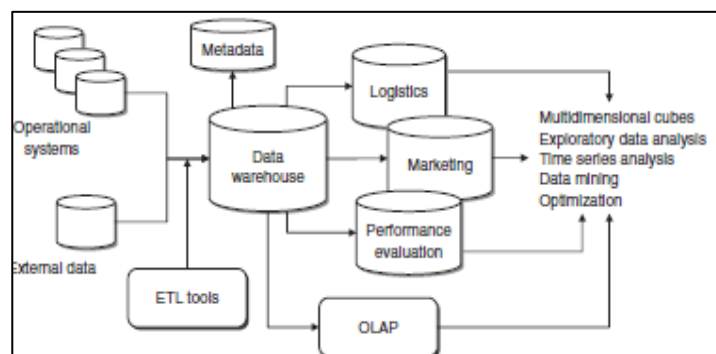 Metadata
Operational
systems
External data
ETL tools
Data
warehouse
Logistics
Marketing
Performance
evaluation
OLAP
Multidimensional cubes
Exploratory data analysis
Time series analysis
Data mining
Optimization